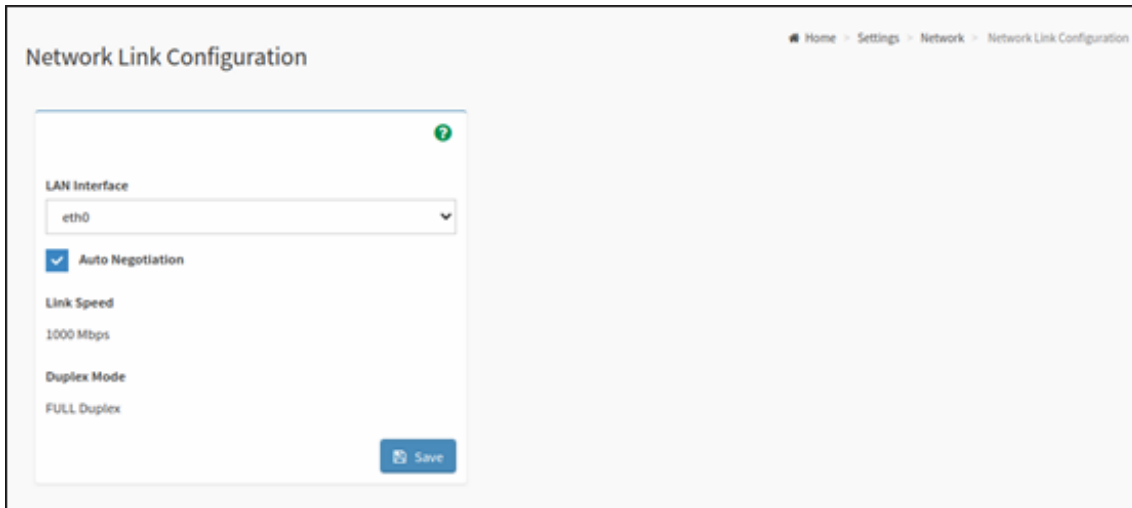 Home > Settings > Network > Network Link Configuration
Network Link Configuration
LAN Interface
eth0
Auto Negotiation
Link Speed
1000 Mbps
Duplex Mode
FULL Duplex
Save